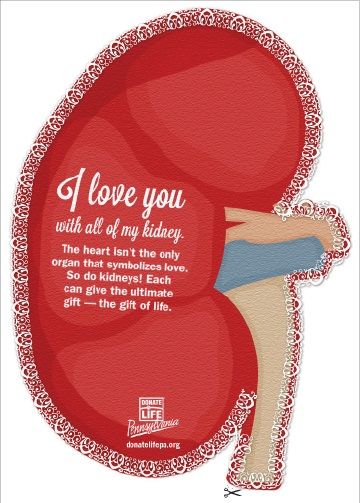 I love you
with all of my kidney.
The heart isn't the only
organ that symbolizes love.
So do kidneys! Each
can give the ultimate
gift — the gift of life.
DONATE
LIFE
Pennsylvania
donatelifepa.org